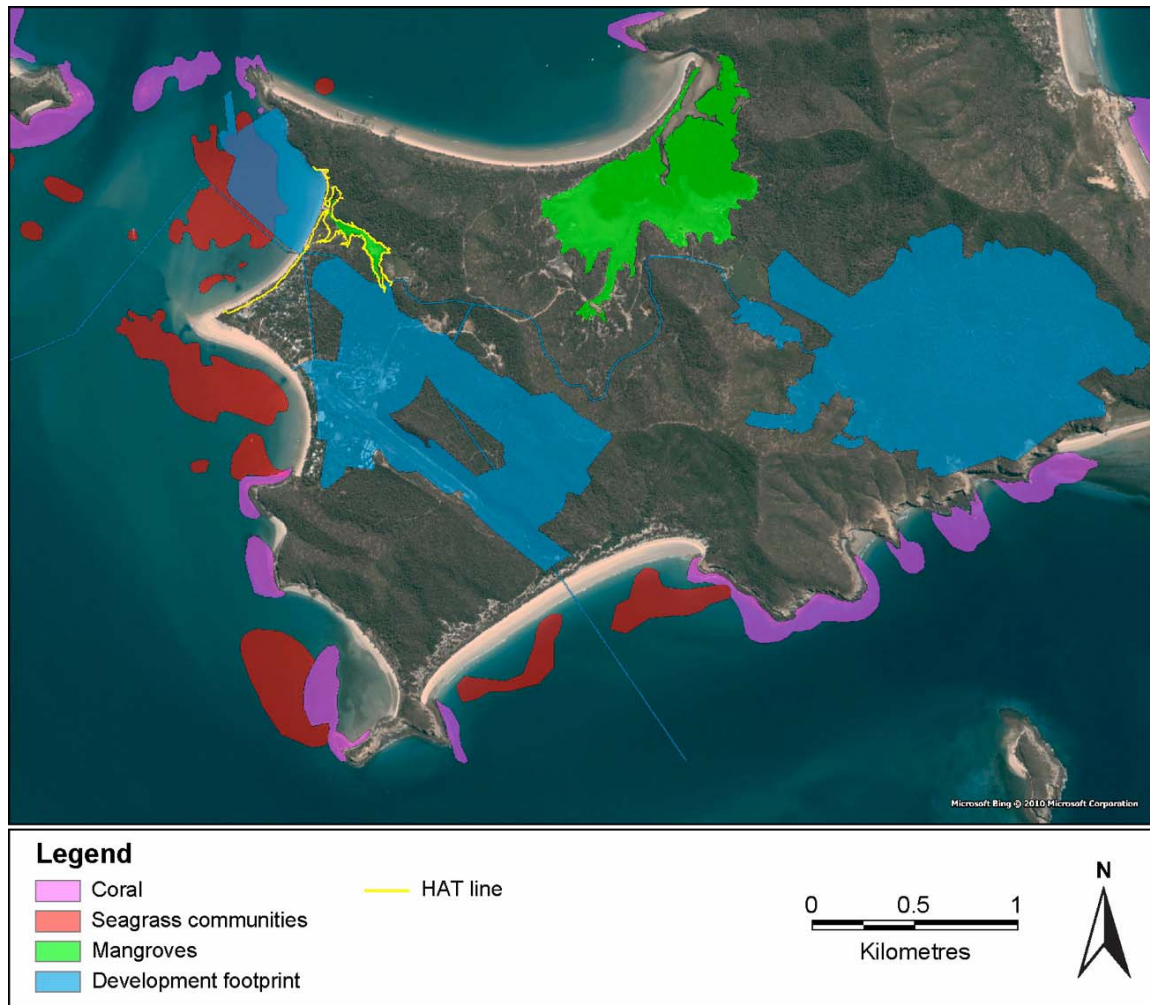 Microsoft Bing © 2010 Microsoft Corporation
Legend
Coral
HAT line
Seagrass communities
Mangroves
Development footprint
0 0.5 1
Kilometres
N